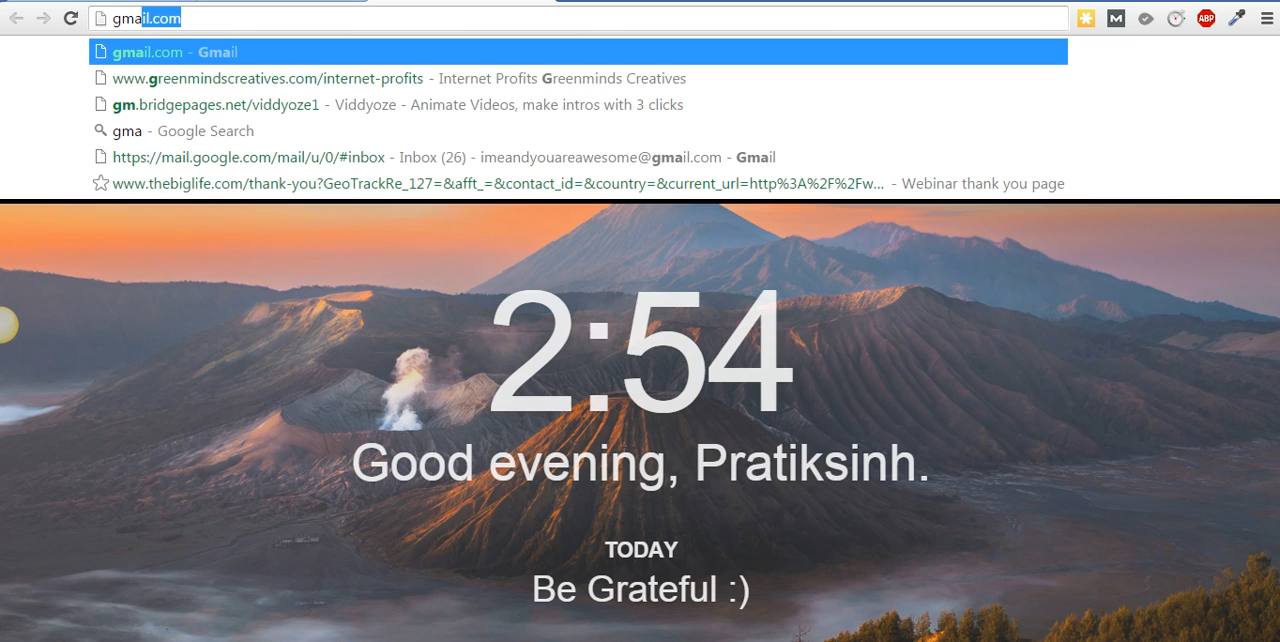 gmail.com
gmail.com - Gmail
www.greenmindscreatives.com/internet-profits - Internet Profits Greenminds Creatives
gm.bridgepages.net/viddyoze1 - Viddyoze - Animate Videos, make intros with 3 clicks
gma - Google Search
https://mail.google.com/mail/u/0/#inbox - Inbox (26) - imeandyouareawesome@gmail.com - Gmail
www.thebiglife.com/thank-you?GeoTrackRe_127=&afft_=&contact_id=&country=&current_url=http%3A%2F%2Fw... - Webinar thank you page
M
ABP
2:54
Good evening, Pratiksinh.
TODAY
Be Grateful :)